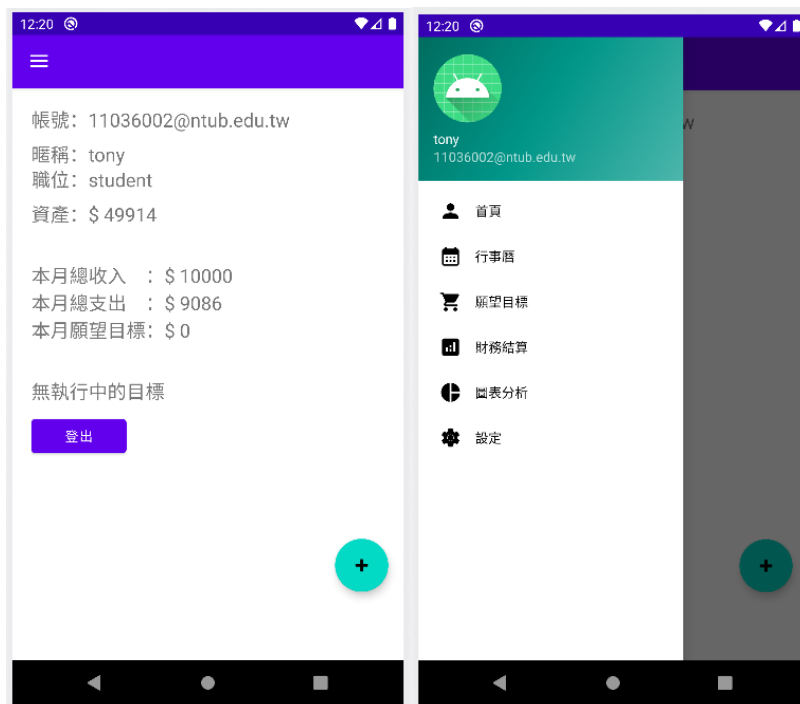 12:20
帳號：11036002@ntub.edu.tw
暱稱：tony
職位：student
資產：$ 49914
本月總收入　：$ 10000
本月總支出　：$ 9086
本月願望目標：$ 0
無執行中的目標
登出
+
12:20
tony
11036002@ntub.edu.tw
w
首頁
行事曆
願望目標
財務結算
圖表分析
設定
+